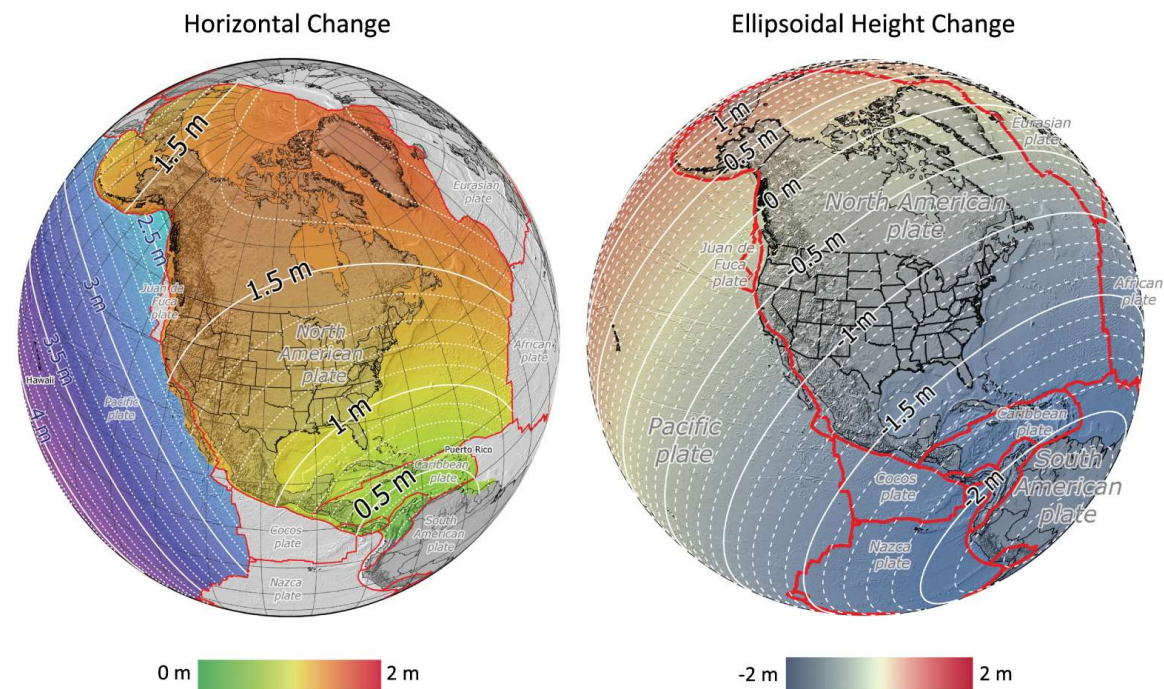 Horizontal Change
1.5 m
Eurasian
plate
2.5 m
Juan de
Fuca
plate
3 m
1.5 m
3.5 m
Hawaii
4 m
Pacific
plate
North
American
plate
African
plate
1 m
Puerto Rico
Caribbean
plate
0.5 m
Cocos
plate
South
American
plate
Nazca
plate
0 m
2 m
Ellipsoidal Height Change
1 m
-0.5 m
Eurasian
plate
0 m
North American
plate
Juan de
Fuca
plate
-0.5 m
African
plate
-1 m
-1.5 m
Pacific
plate
Caribbean
plate
Cocos
plate
South
American
plate
-2 m
Nazca
plate
-2 m
2 m